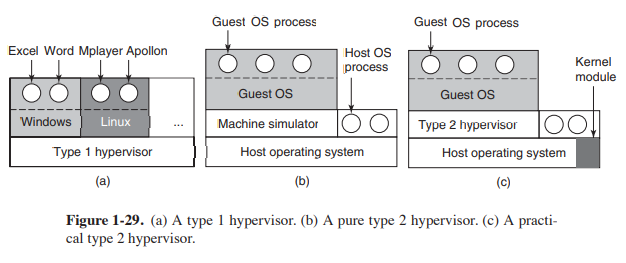 Guest OS process
Guest OS process
Excel Word Mplayer Apollon
Host OS
process
Kernel
module
Guest OS
Guest OS
Windows
Linux
...
Machine simulator
Type 2 hypervisor
Type 1 hypervisor
Host operating system
Host operating system
(a)
(b)
(c)
Figure 1-29. (a) A type 1 hypervisor. (b) A pure type 2 hypervisor. (c) A practi-
cal type 2 hypervisor.